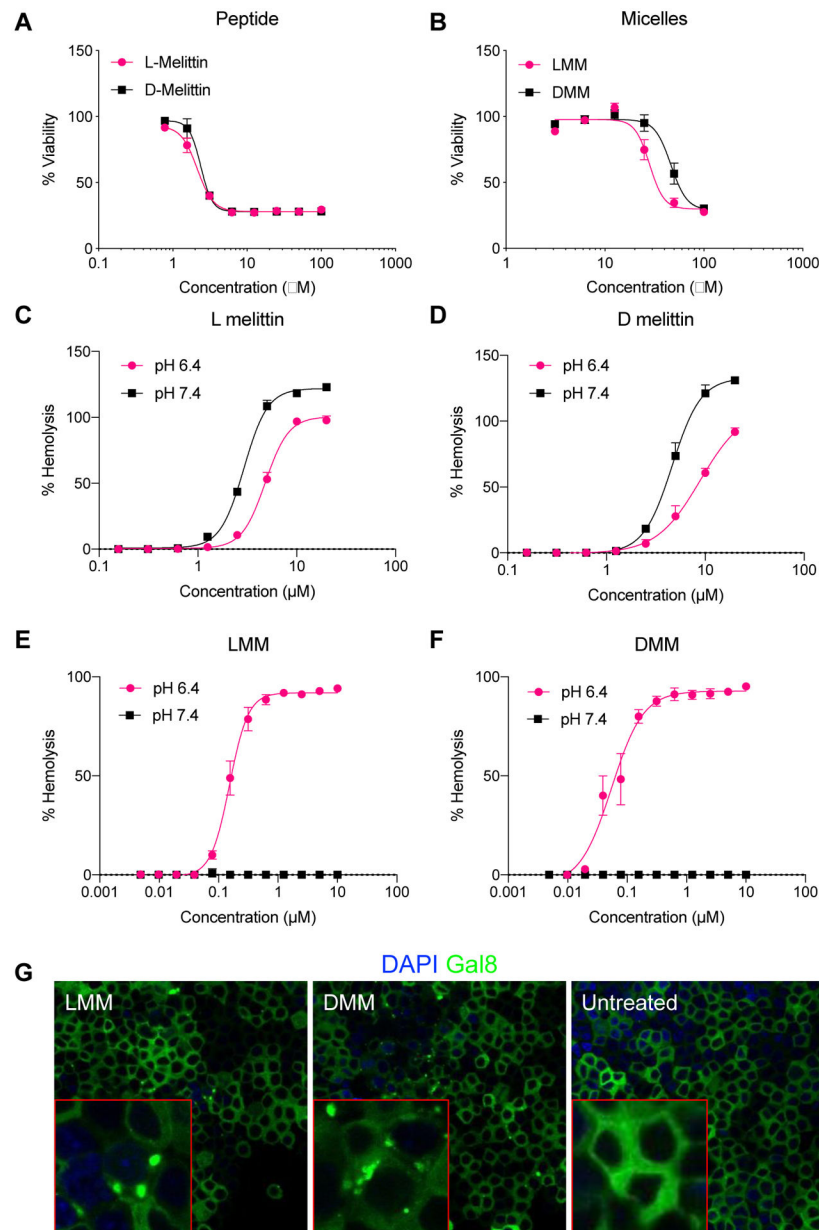 A
Peptide
L-Melittin
D-Melittin
% Viability
150
100
50
0
0.1 1 10 100 1000
Concentration (□M)
B
Micelles
LMM
DMM
% Viability
150
100
50
0
1 10 100 1000
Concentration (□M)
C
L melittin
pH 6.4
pH 7.4
% Hemolysis
150
100
50
0
0.1 1 10 100
Concentration (µM)
D
D melittin
pH 6.4
pH 7.4
% Hemolysis
150
100
50
0
0.1 1 10 100
Concentration (µM)
E
LMM
pH 6.4
pH 7.4
% Hemolysis
100
50
0
0.001 0.01 0.1 1 10 100
Concentration (µM)
F
DMM
pH 6.4
pH 7.4
% Hemolysis
100
50
0
0.001 0.01 0.1 1 10 100
Concentration (µM)
G
DAPI Gal8
LMM
DMM
Untreated